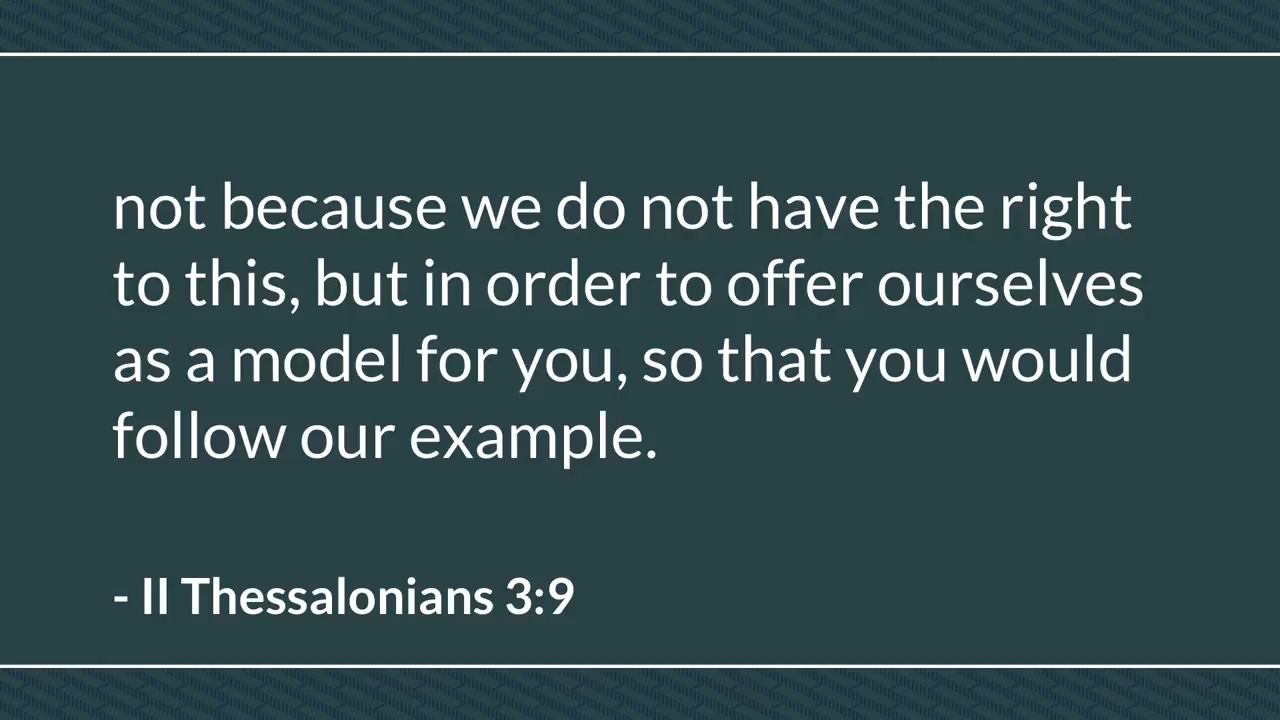 not because we do not have the right
to this, but in order to offer ourselves
as a model for you, so that you would
follow our example.
- II Thessalonians 3:9